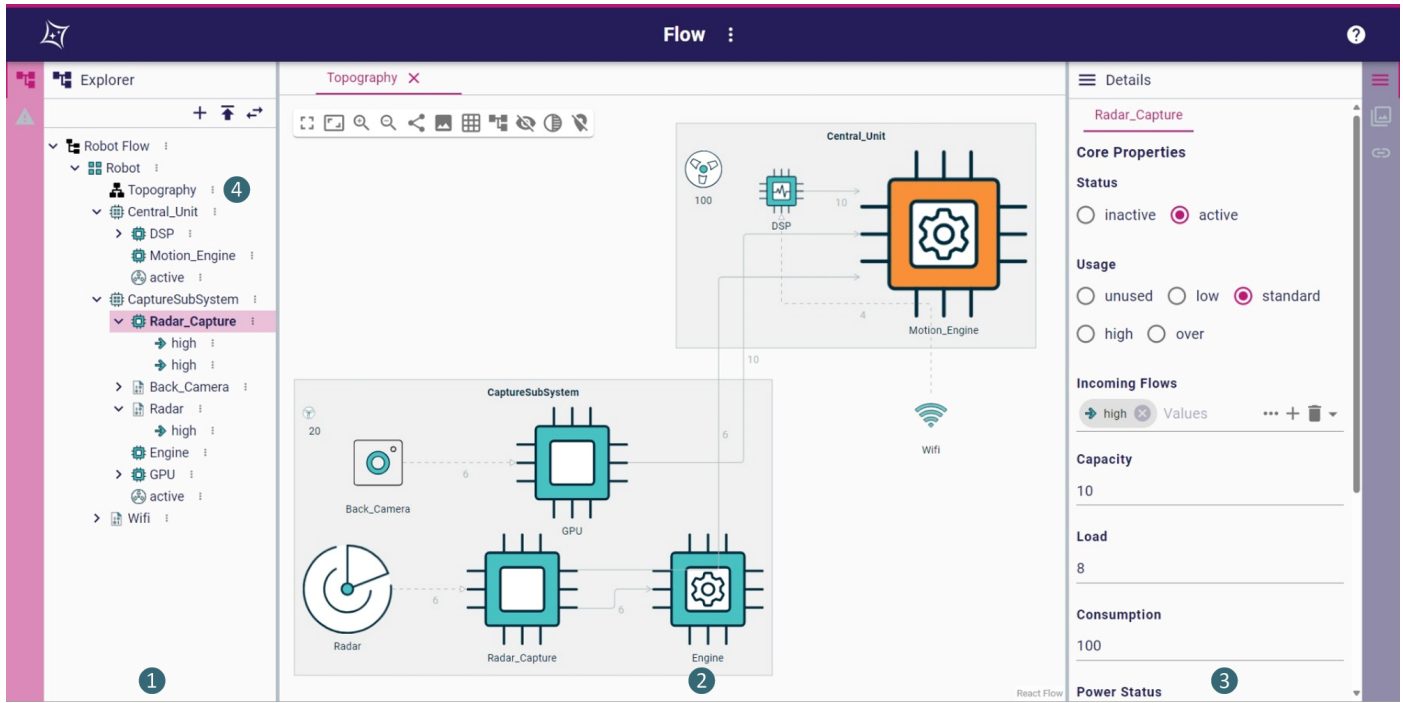 Flow
Explorer
Robot Flow
Robot
Topography
4
Central_Unit
DSP
Motion_Engine
active
CaptureSubSystem
Radar_Capture
high
high
Back_Camera
Radar
high
Engine
GPU
active
Wifi
1
Topography
Central_Unit
100
DSP
10
4
Motion_Engine
10
Wifi
CaptureSubSystem
20
6
Back_Camera
6
GPU
6
6
Radar
Radar_Capture
Engine
2
React Flow
Details
Radar_Capture
Core Properties
Status
inactive active
Usage
unused low standard
high over
Incoming Flows
high Values
Capacity
10
Load
8
Consumption
100
Power Status
3